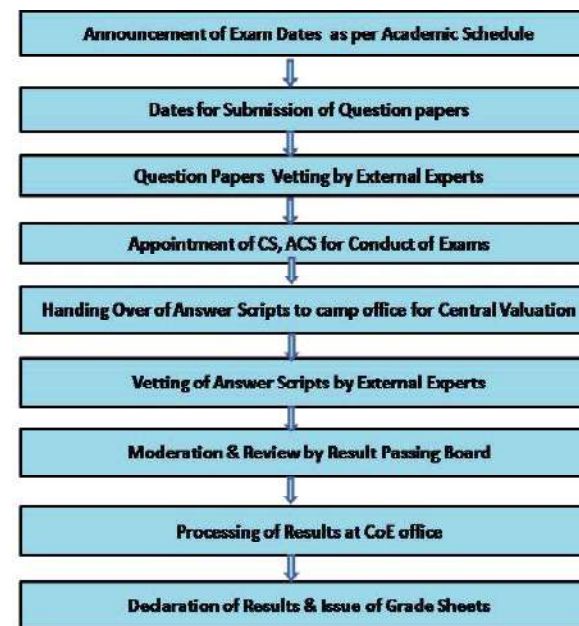 Announcement of Exam Dates as per Academic Schedule
Dates for Submission of Question papers
Question Papers Vetting by External Experts
Appointment of CS, ACS for Conduct of Exams
Handing Over of Answer Scripts to camp office for Central Valuation
Vetting of Answer Scripts by External Experts
Moderation & Review by Result Passing Board
Processing of Results at CoE office
Declaration of Results & Issue of Grade Sheets